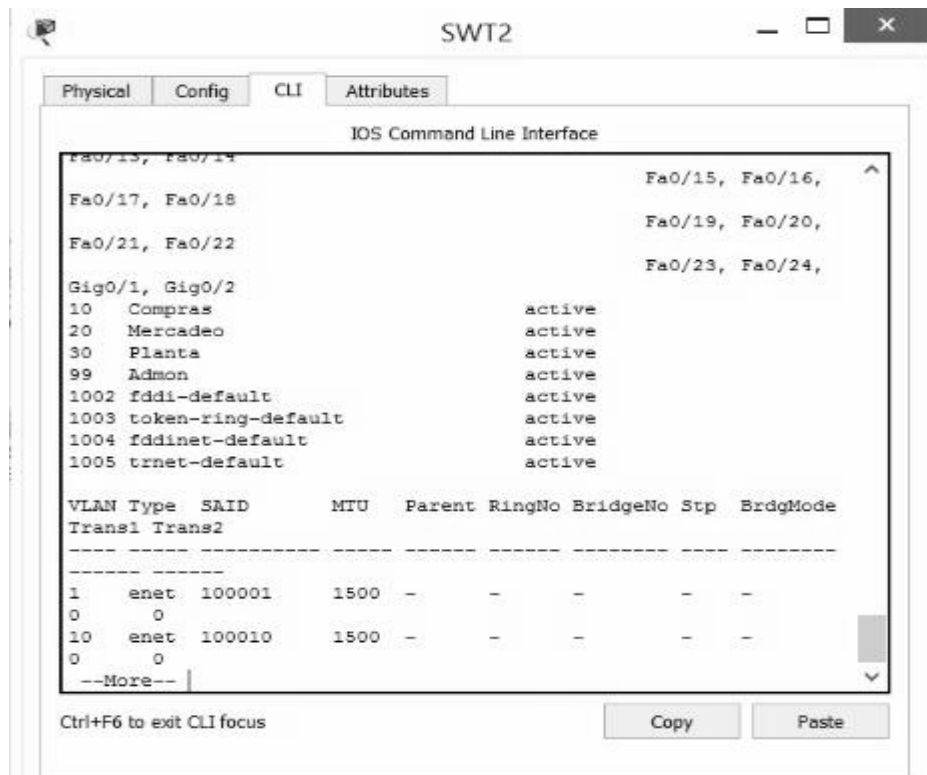 SWT2
Physical Config CLI Attributes
IOS Command Line Interface
Fa0/13, Fa0/14
Fa0/15, Fa0/16,
Fa0/17, Fa0/18
Fa0/19, Fa0/20,
Fa0/21, Fa0/22
Fa0/23, Fa0/24,
Gig0/1, Gig0/2
10 Compras active
20 Mercadeo active
30 Planta active
99 Admon active
1002 fddi-default active
1003 token-ring-default active
1004 fddinet-default active
1005 trnet-default active
VLAN Type SAID MTU Parent RingNo BridgeNo Stp BrdgMode
Trans1 Trans2
---- ----- ---------- ----- ------ ------ -------- ---- --------
------ ------
1 enet 100001 1500 - - - - -
0 0
10 enet 100010 1500 - - - - -
0 0
--More--
Ctrl+F6 to exit CLI focus
Copy Paste